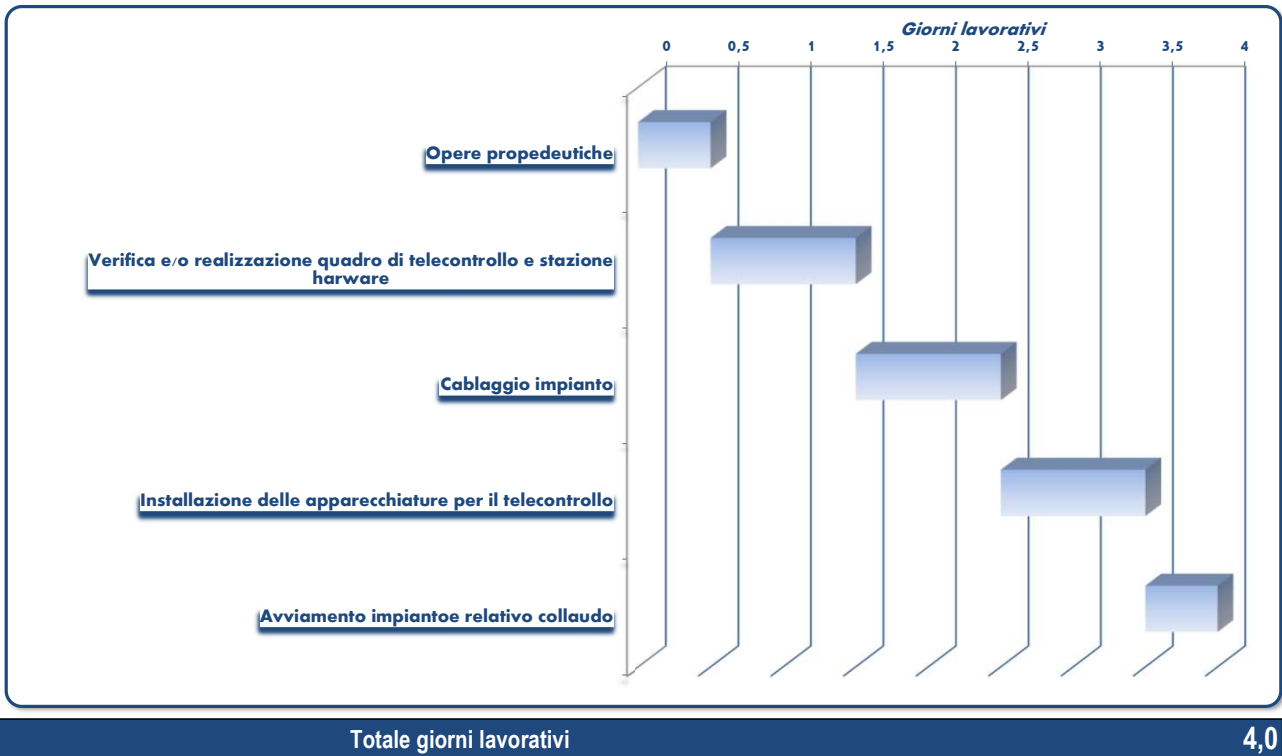 Giorni lavorativi
0 0,5 1 1,5 2 2,5 3 3,5 4
Opere propedeutiche
Verifica e/o realizzazione quadro di telecontrollo e stazione
harware
Cablaggio impianto
Installazione delle apparecchiature per il telecontrollo
Avviamento impiantoe relativo collaudo
Totale giorni lavorativi 4,0